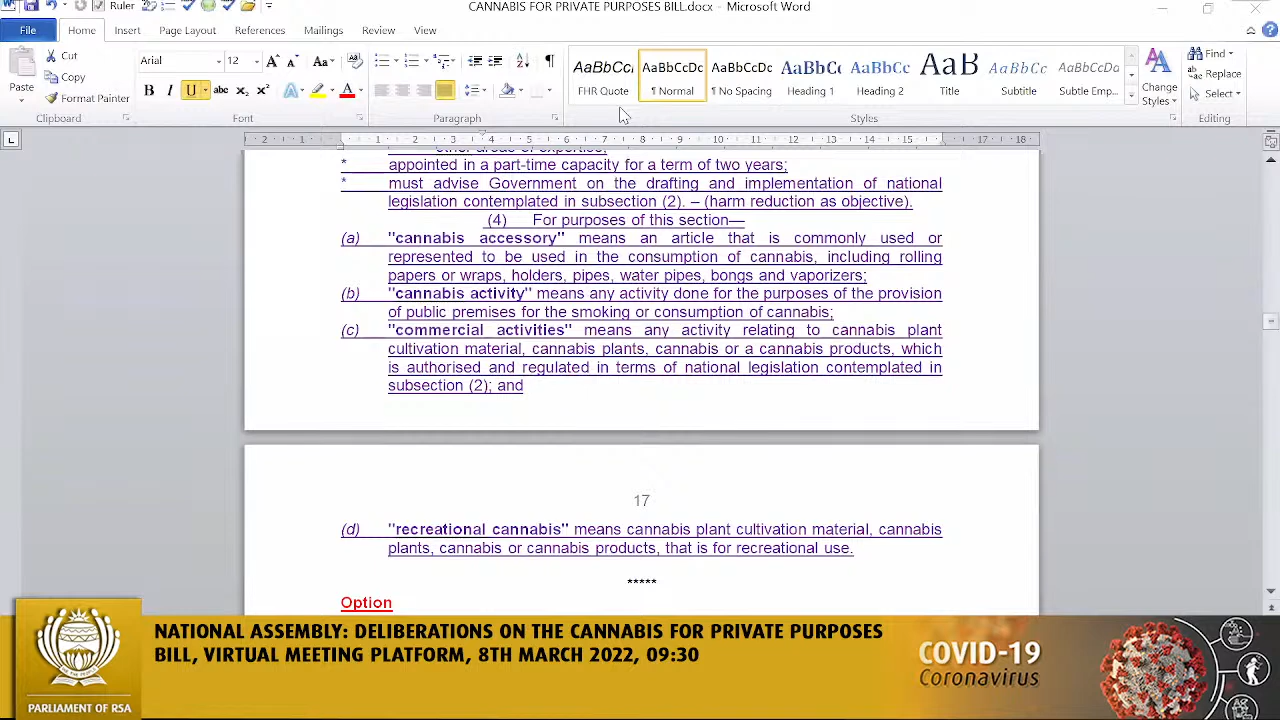 CANNABIS FOR PRIVATE PURPOSES BILL.docx - Microsoft Word
Ruler
File Home Insert Page Layout References Mailings Review View
Paste Cut Copy Format Painter
Clipboard
Arial 12
Font
Paragraph
AaBbCcI AaBbCcDc AaBbCcDc AaBbCc AaBbCc AaB AaBbCc AaBbCcDa
FHR Quote ¶ Normal ¶ No Spacing Heading 1 Heading 2 Title Subtitle Subtle Emp...
Change Styles
Styles
Find
Replace
Select
Editing
other areas of expertise;
* appointed in a part-time capacity for a term of two years;
* must advise Government on the drafting and implementation of national
legislation contemplated in subsection (2). – (harm reduction as objective).
(4) For purposes of this section—
(a) "cannabis accessory" means an article that is commonly used or
represented to be used in the consumption of cannabis, including rolling
papers or wraps, holders, pipes, water pipes, bongs and vaporizers;
(b) "cannabis activity" means any activity done for the purposes of the provision
of public premises for the smoking or consumption of cannabis;
(c) "commercial activities" means any activity relating to cannabis plant
cultivation material, cannabis plants, cannabis or a cannabis products, which
is authorised and regulated in terms of national legislation contemplated in
subsection (2); and
17
(d) "recreational cannabis" means cannabis plant cultivation material, cannabis
plants, cannabis or cannabis products, that is for recreational use.
*****
Option
NATIONAL ASSEMBLY: DELIBERATIONS ON THE CANNABIS FOR PRIVATE PURPOSES
BILL, VIRTUAL MEETING PLATFORM, 8TH MARCH 2022, 09:30
PARLIAMENT OF RSA
COVID-19
Coronavirus